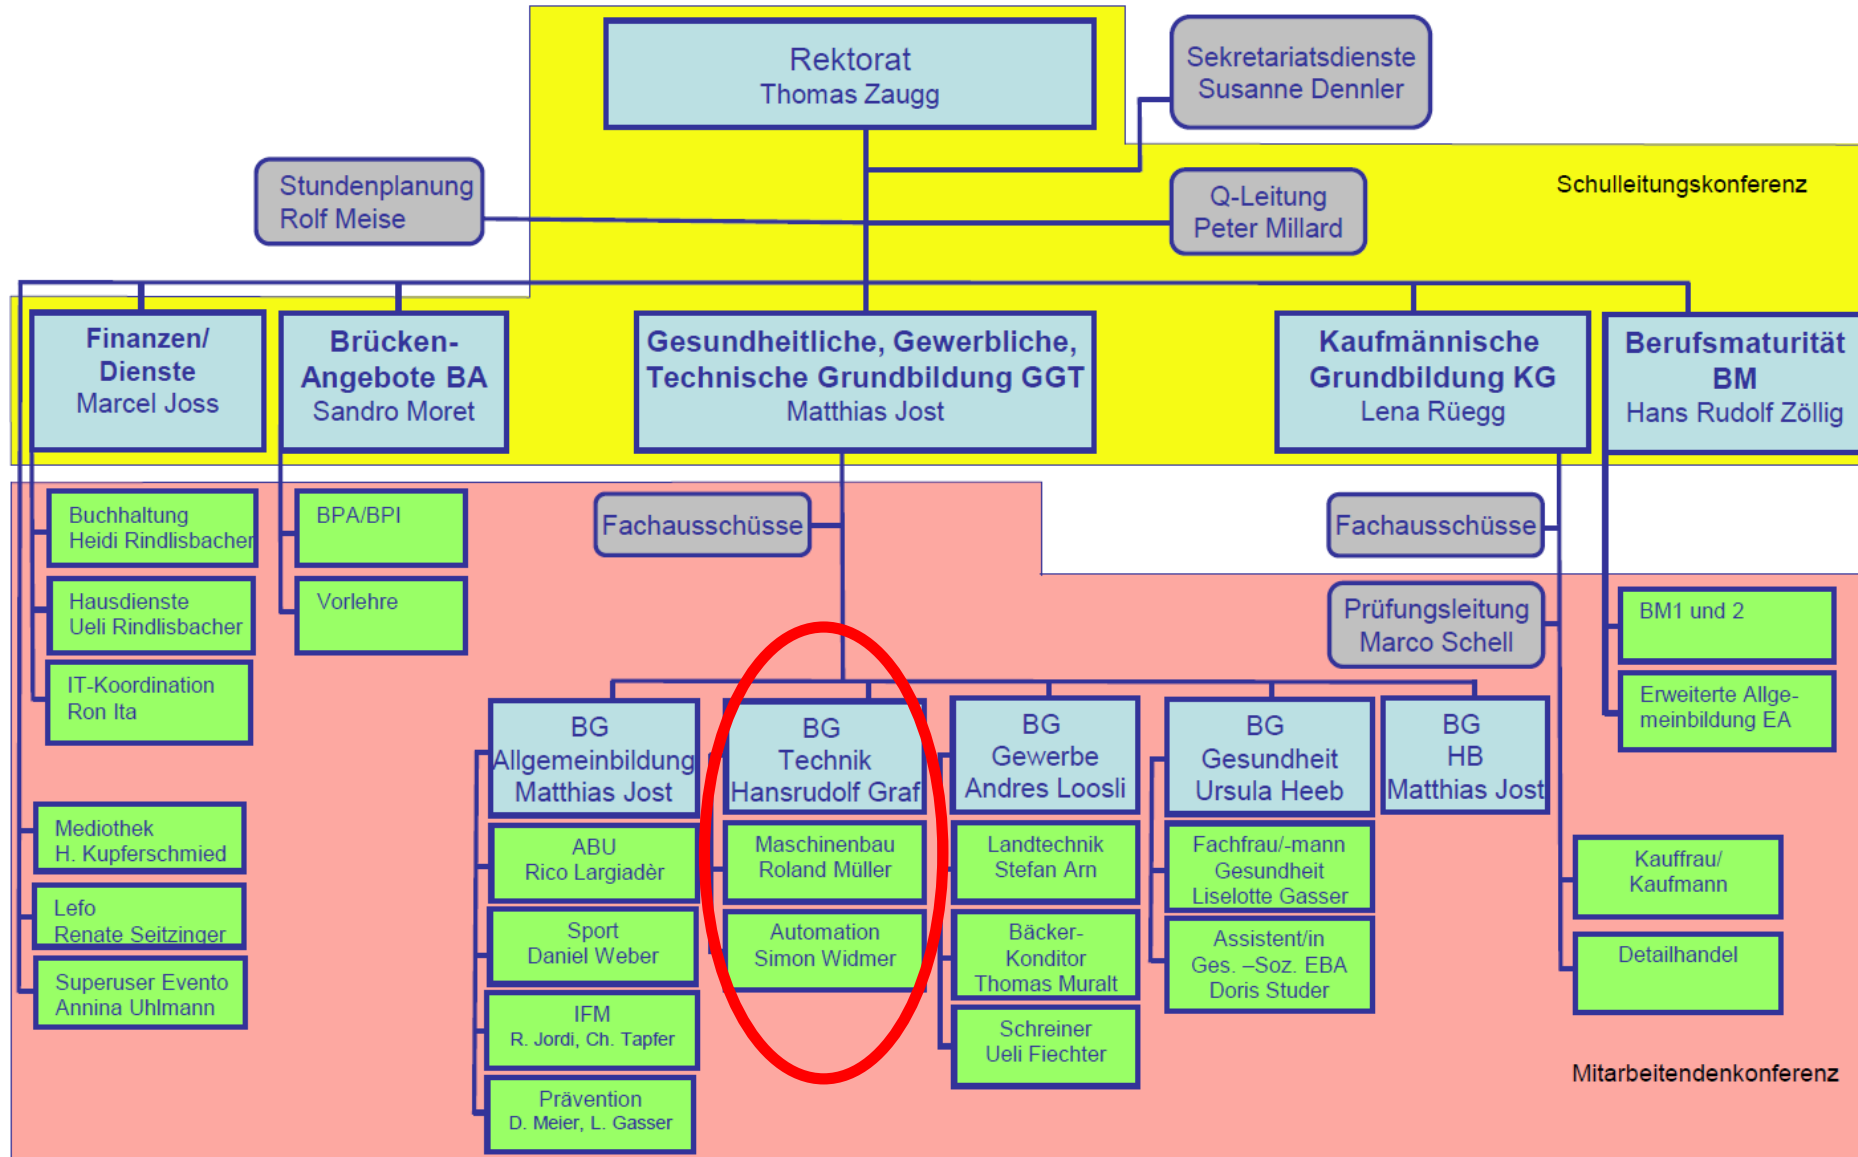 Rektorat
Thomas Zaugg
Sekretariatsdienste
Susanne Dennler
Stundenplanung
Rolf Meise
Q-Leitung
Peter Millard
Schulleitungskonferenz
Finanzen/
Dienste
Marcel Joss
Brücken-
Angebote BA
Sandro Moret
Gesundheitliche, Gewerbliche,
Technische Grundbildung GGT
Matthias Jost
Kaufmännische
Grundbildung KG
Lena Rüegg
Berufsmaturität
BM
Hans Rudolf Zöllig
Buchhaltung
Heidi Rindlisbacher
Hausdienste
Ueli Rindlisbacher
IT-Koordination
Ron Ita
Mediothek
H. Kupferschmied
Lefo
Renate Seitzinger
Superuser Evento
Annina Uhlmann
BPA/BPI
Vorlehre
Fachausschüsse
BG
Allgemeinbildung
Matthias Jost
ABU
Rico Largiadèr
Sport
Daniel Weber
IFM
R. Jordi, Ch. Tapfer
Prävention
D. Meier, L. Gasser
BG
Technik
Hansrudolf Graf
Maschinenbau
Roland Müller
Automation
Simon Widmer
BG
Gewerbe
Andres Loosli
Landtechnik
Stefan Arn
Bäcker-
Konditor
Thomas Muralt
Schreiner
Ueli Fiechter
BG
Gesundheit
Ursula Heeb
Fachfrau/-mann
Gesundheit
Liselotte Gasser
Assistent/in
Ges. –Soz. EBA
Doris Studer
BG
HB
Matthias Jost
Fachausschüsse
Prüfungsleitung
Marco Schell
Kauffrau/
Kaufmann
Detailhandel
BM1 und 2
Erweiterte Allge-
meinbildung EA
Mitarbeitendenkonferenz